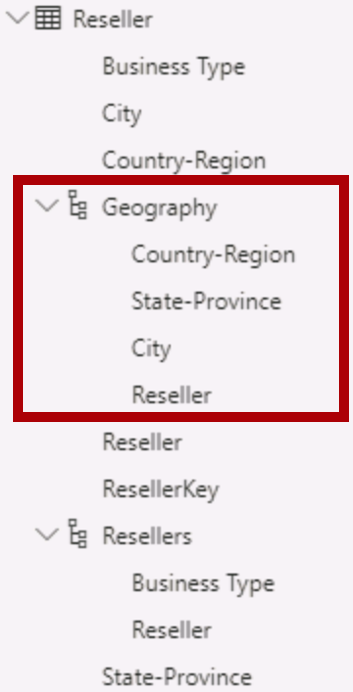 Reseller
Business Type
City
Country-Region
Geography
Country-Region
State-Province
City
Reseller
Reseller
ResellerKey
Resellers
Business Type
Reseller
State-Province